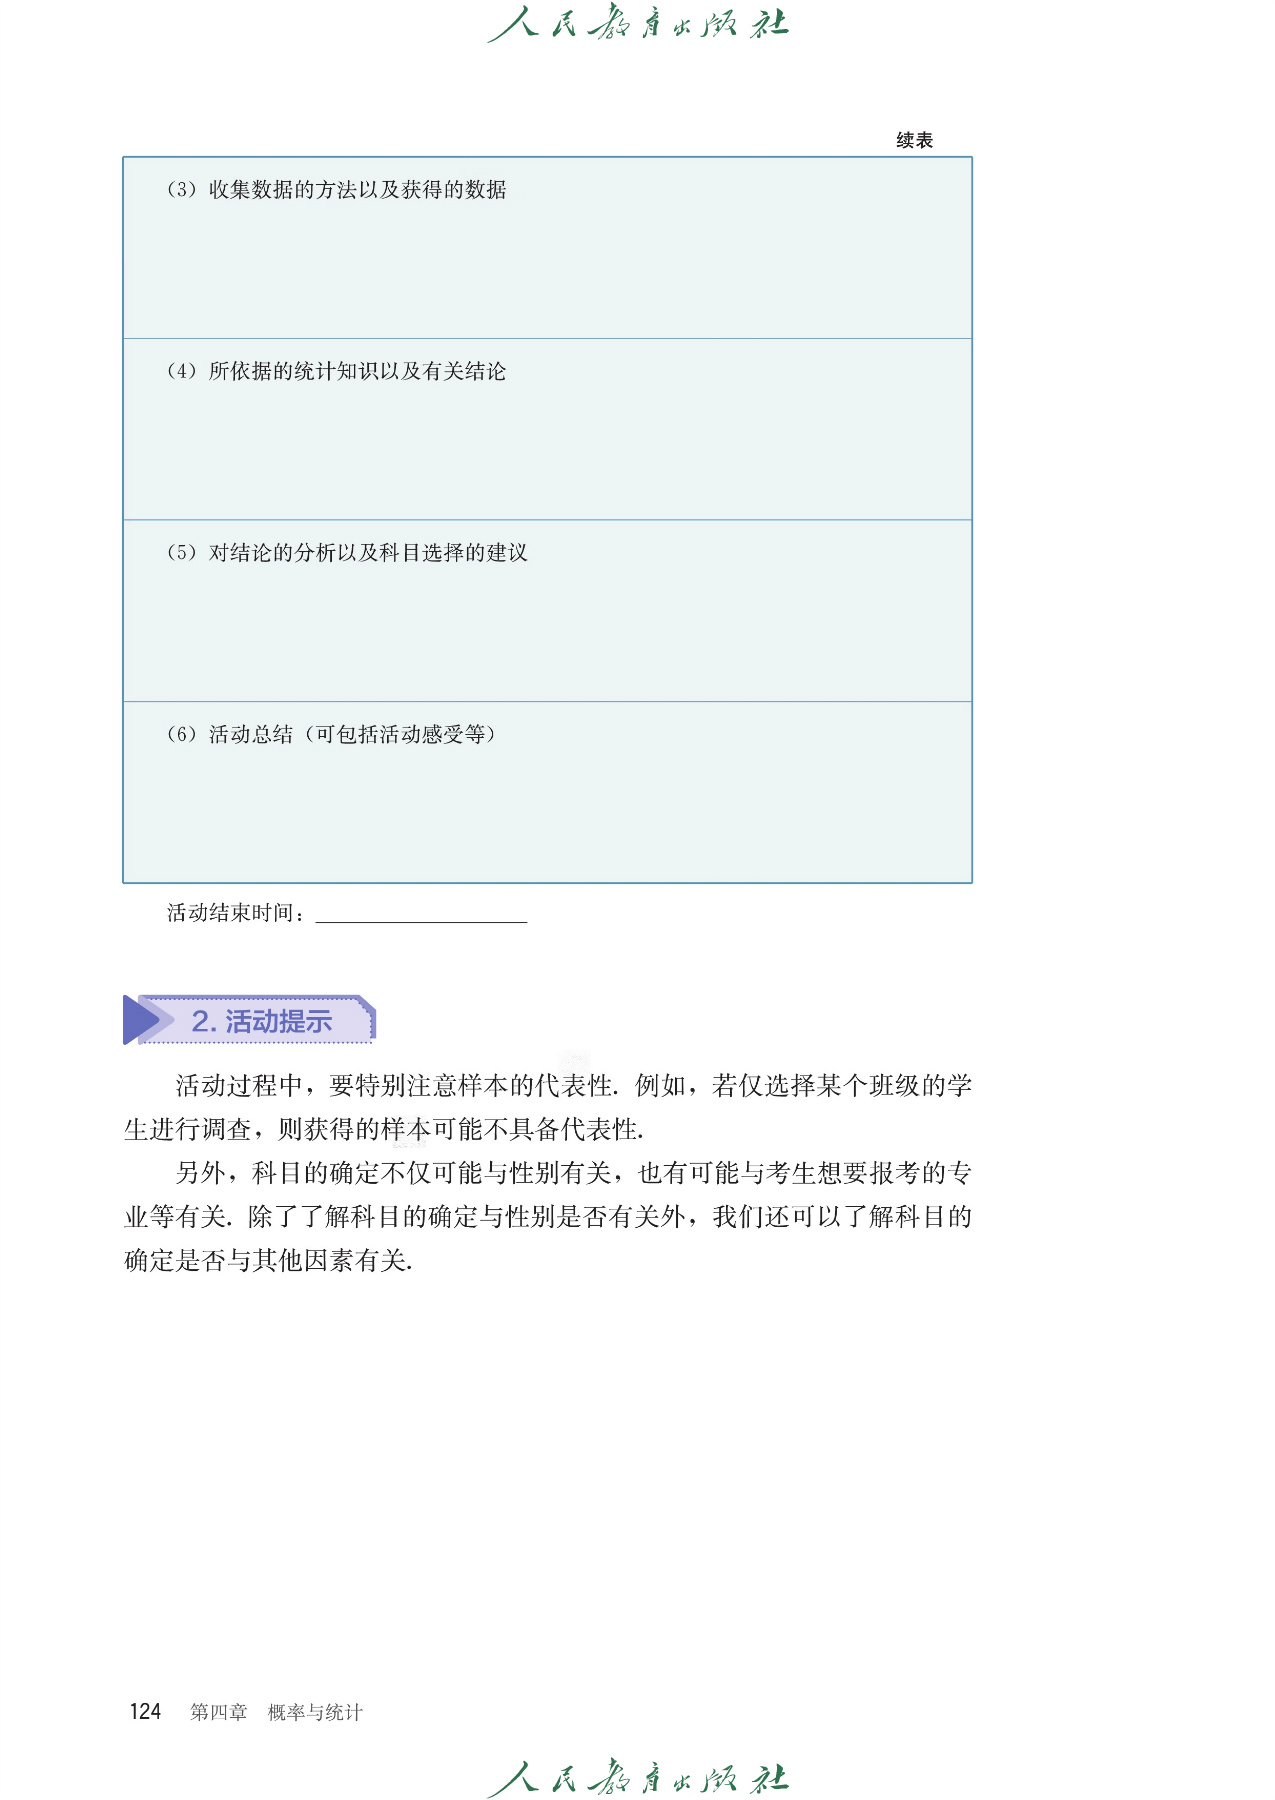 人民教育出版社
续表
（3）收集数据的方法以及获得的数据
（4）所依据的统计知识以及有关结论
（5）对结论的分析以及科目选择的建议
（6）活动总结（可包括活动感受等）
活动结束时间：
2. 活动提示
活动过程中，要特别注意样本的代表性. 例如，若仅选择某个班级的学
生进行调查，则获得的样本可能不具备代表性.
另外，科目的确定不仅可能与性别有关，也有可能与考生想要报考的专
业等有关. 除了了解科目的确定与性别是否有关外，我们还可以了解科目的
确定是否与其他因素有关.
124 第四章 概率与统计
人民教育出版社